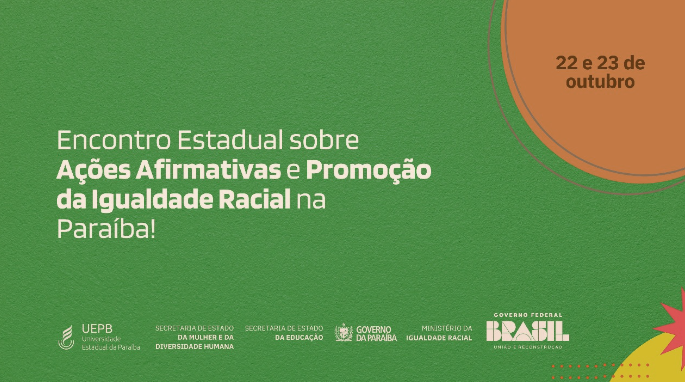 22 e 23 de
outubro
Encontro Estadual sobre
Ações Afirmativas e Promoção
da Igualdade Racial na
Paraíba!
UEPB
Universidade
Estadual da Paraíba
SECRETARIA DE ESTADO
DA MULHER E DA
DIVERSIDADE HUMANA
SECRETARIA DE ESTADO
DA EDUCAÇÃO
GOVERNO
DA PARAÍBA
MINISTÉRIO DA
IGUALDADE RACIAL
GOVERNO FEDERAL
BRASIL
UNIÃO E RECONSTRUÇÃO